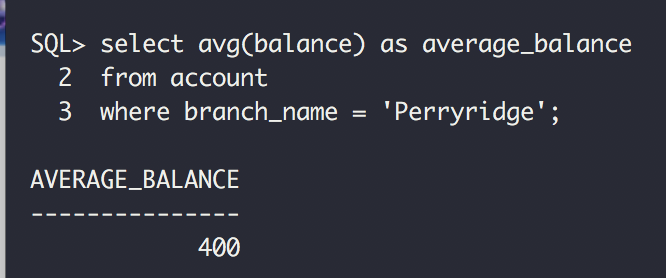 SQL> select avg(balance) as average_balance
2 from account
3 where branch_name = 'Perryridge';
AVERAGE_BALANCE
---------------
400